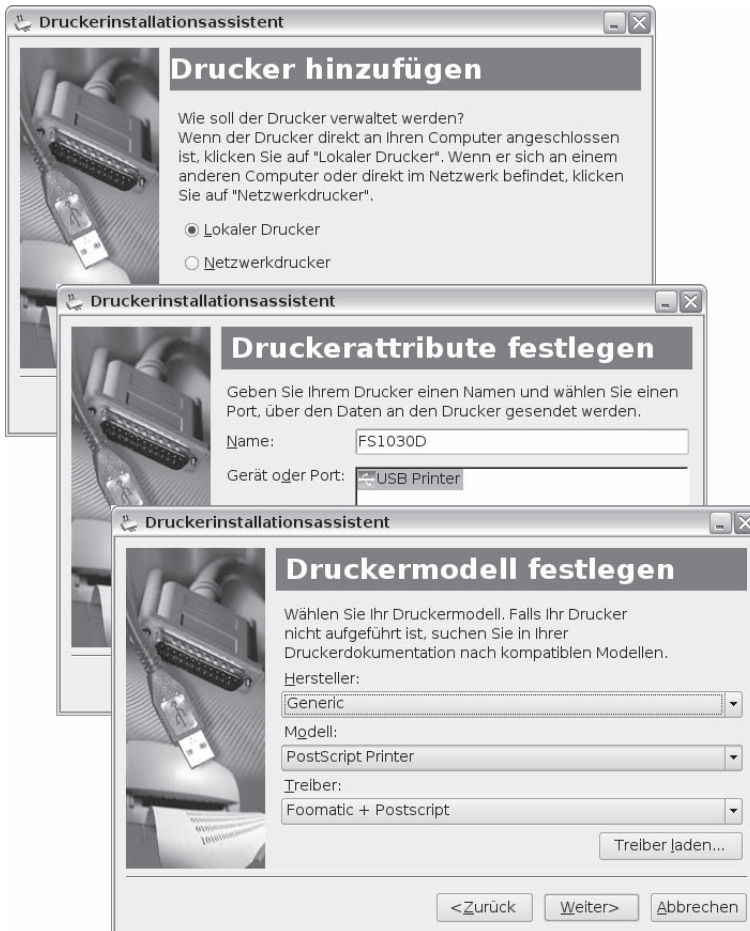 Druckerinstallationsassistent
Drucker hinzufügen
Wie soll der Drucker verwaltet werden?
Wenn der Drucker direkt an Ihren Computer angeschlossen
ist, klicken Sie auf "Lokaler Drucker". Wenn er sich an einem
anderen Computer oder direkt im Netzwerk befindet, klicken
Sie auf "Netzwerkdrucker".
Lokaler Drucker
Netzwerkdrucker
Druckerinstallationsassistent
Druckerattribute festlegen
Geben Sie Ihrem Drucker einen Namen und wählen Sie einen
Port, über den Daten an den Drucker gesendet werden.
Name: FS1030D
Gerät oder Port: USB Printer
Druckerinstallationsassistent
Druckermodell festlegen
Wählen Sie Ihr Druckermodell. Falls Ihr Drucker
nicht aufgeführt ist, suchen Sie in Ihrer
Druckerdokumentation nach kompatiblen Modellen.
Hersteller:
Generic
Modell:
PostScript Printer
Treiber:
Foomatic + Postscript
Treiber laden...
<Zurück Weiter> Abbrechen